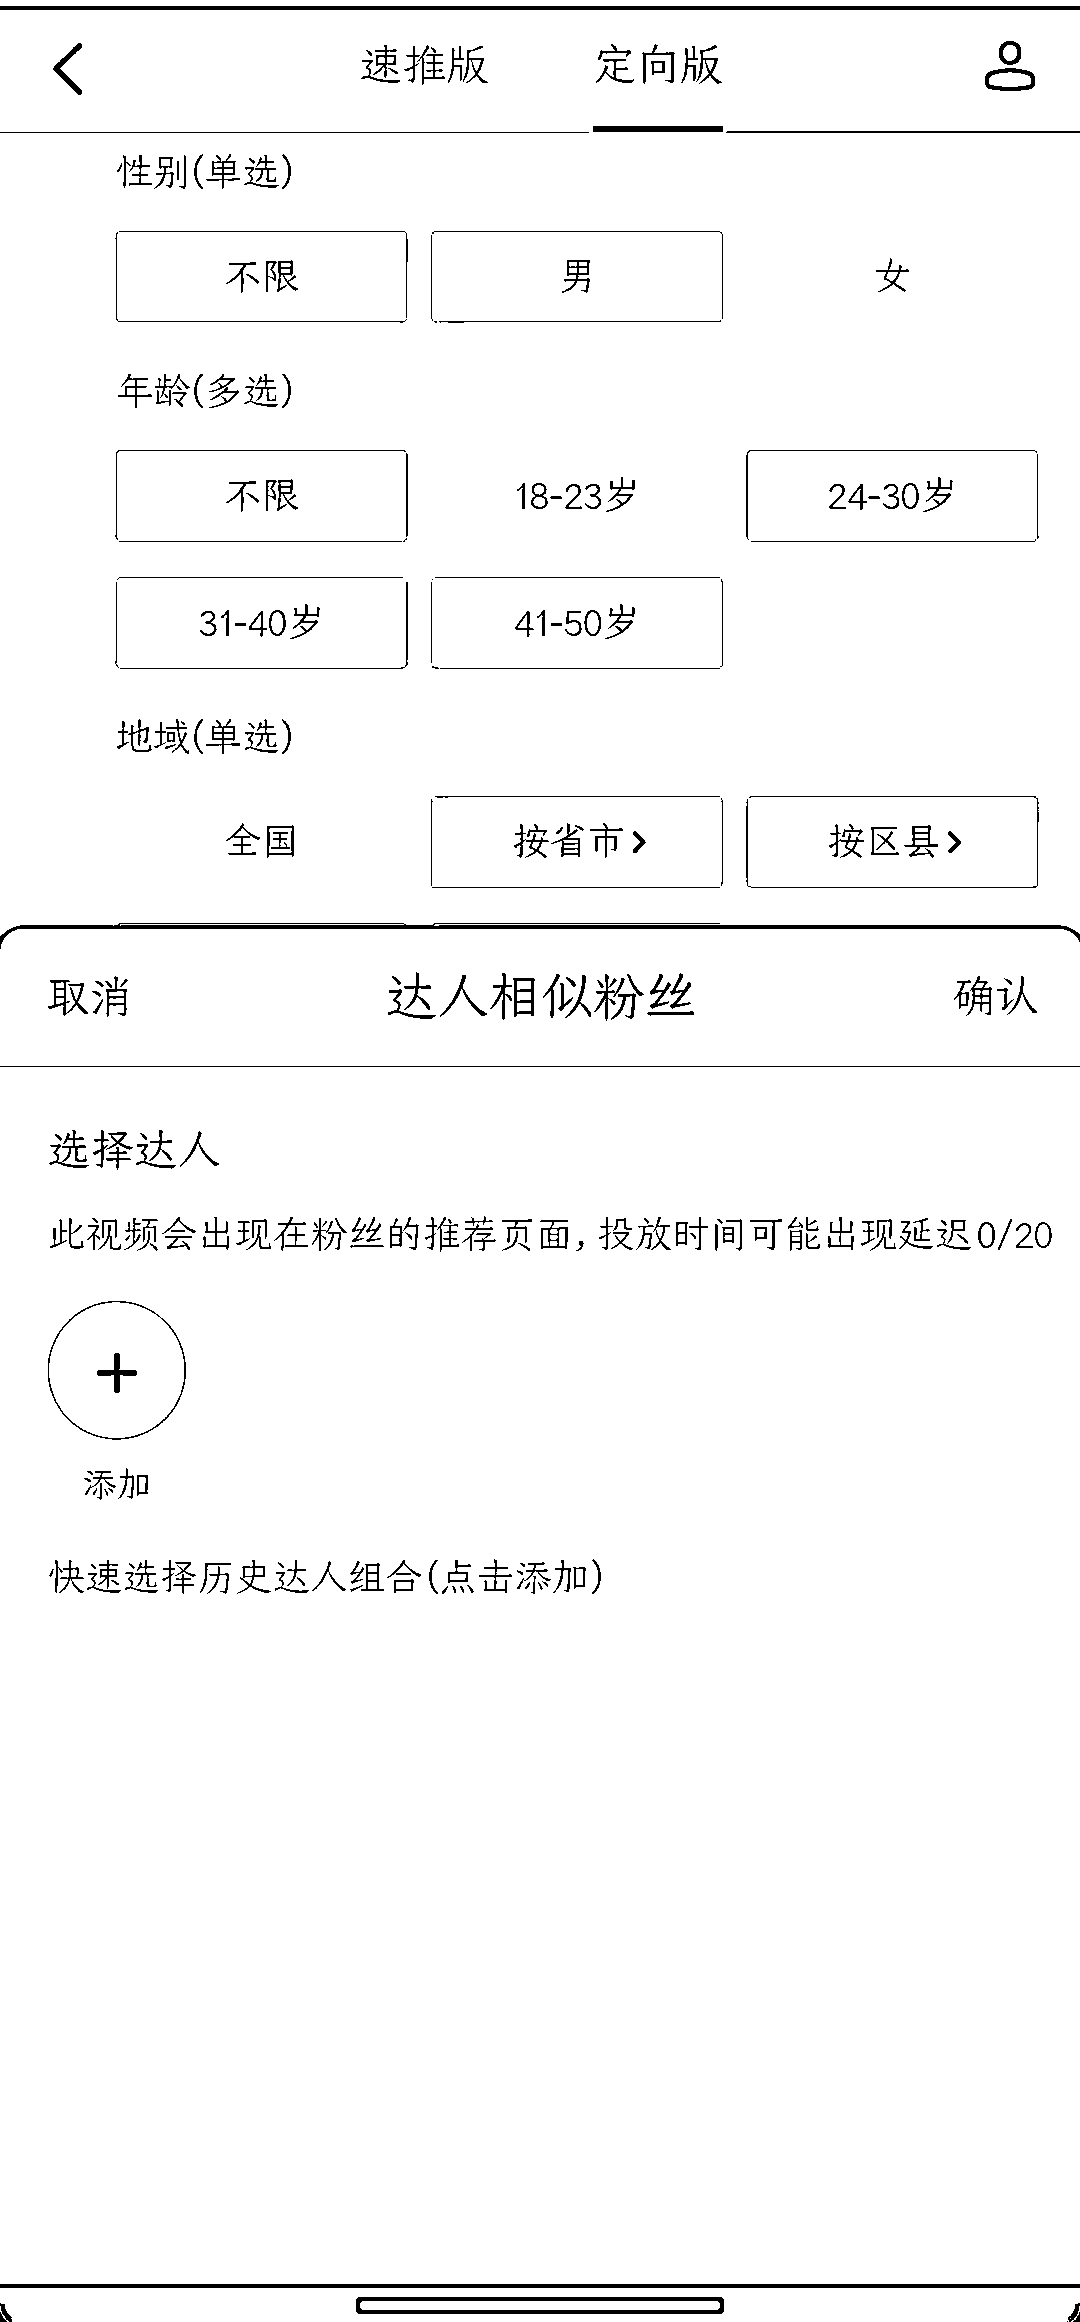 速推版 定向版
性别(单选)
不限 男 女
年龄(多选)
不限 18-23岁 24-30岁
31-40岁 41-50岁
地域(单选)
全国 按省市 按区县
取消 达人相似粉丝 确认
选择达人
此视频会出现在粉丝的推荐页面,投放时间可能出现延迟0/20
添加
快速选择历史达人组合(点击添加)